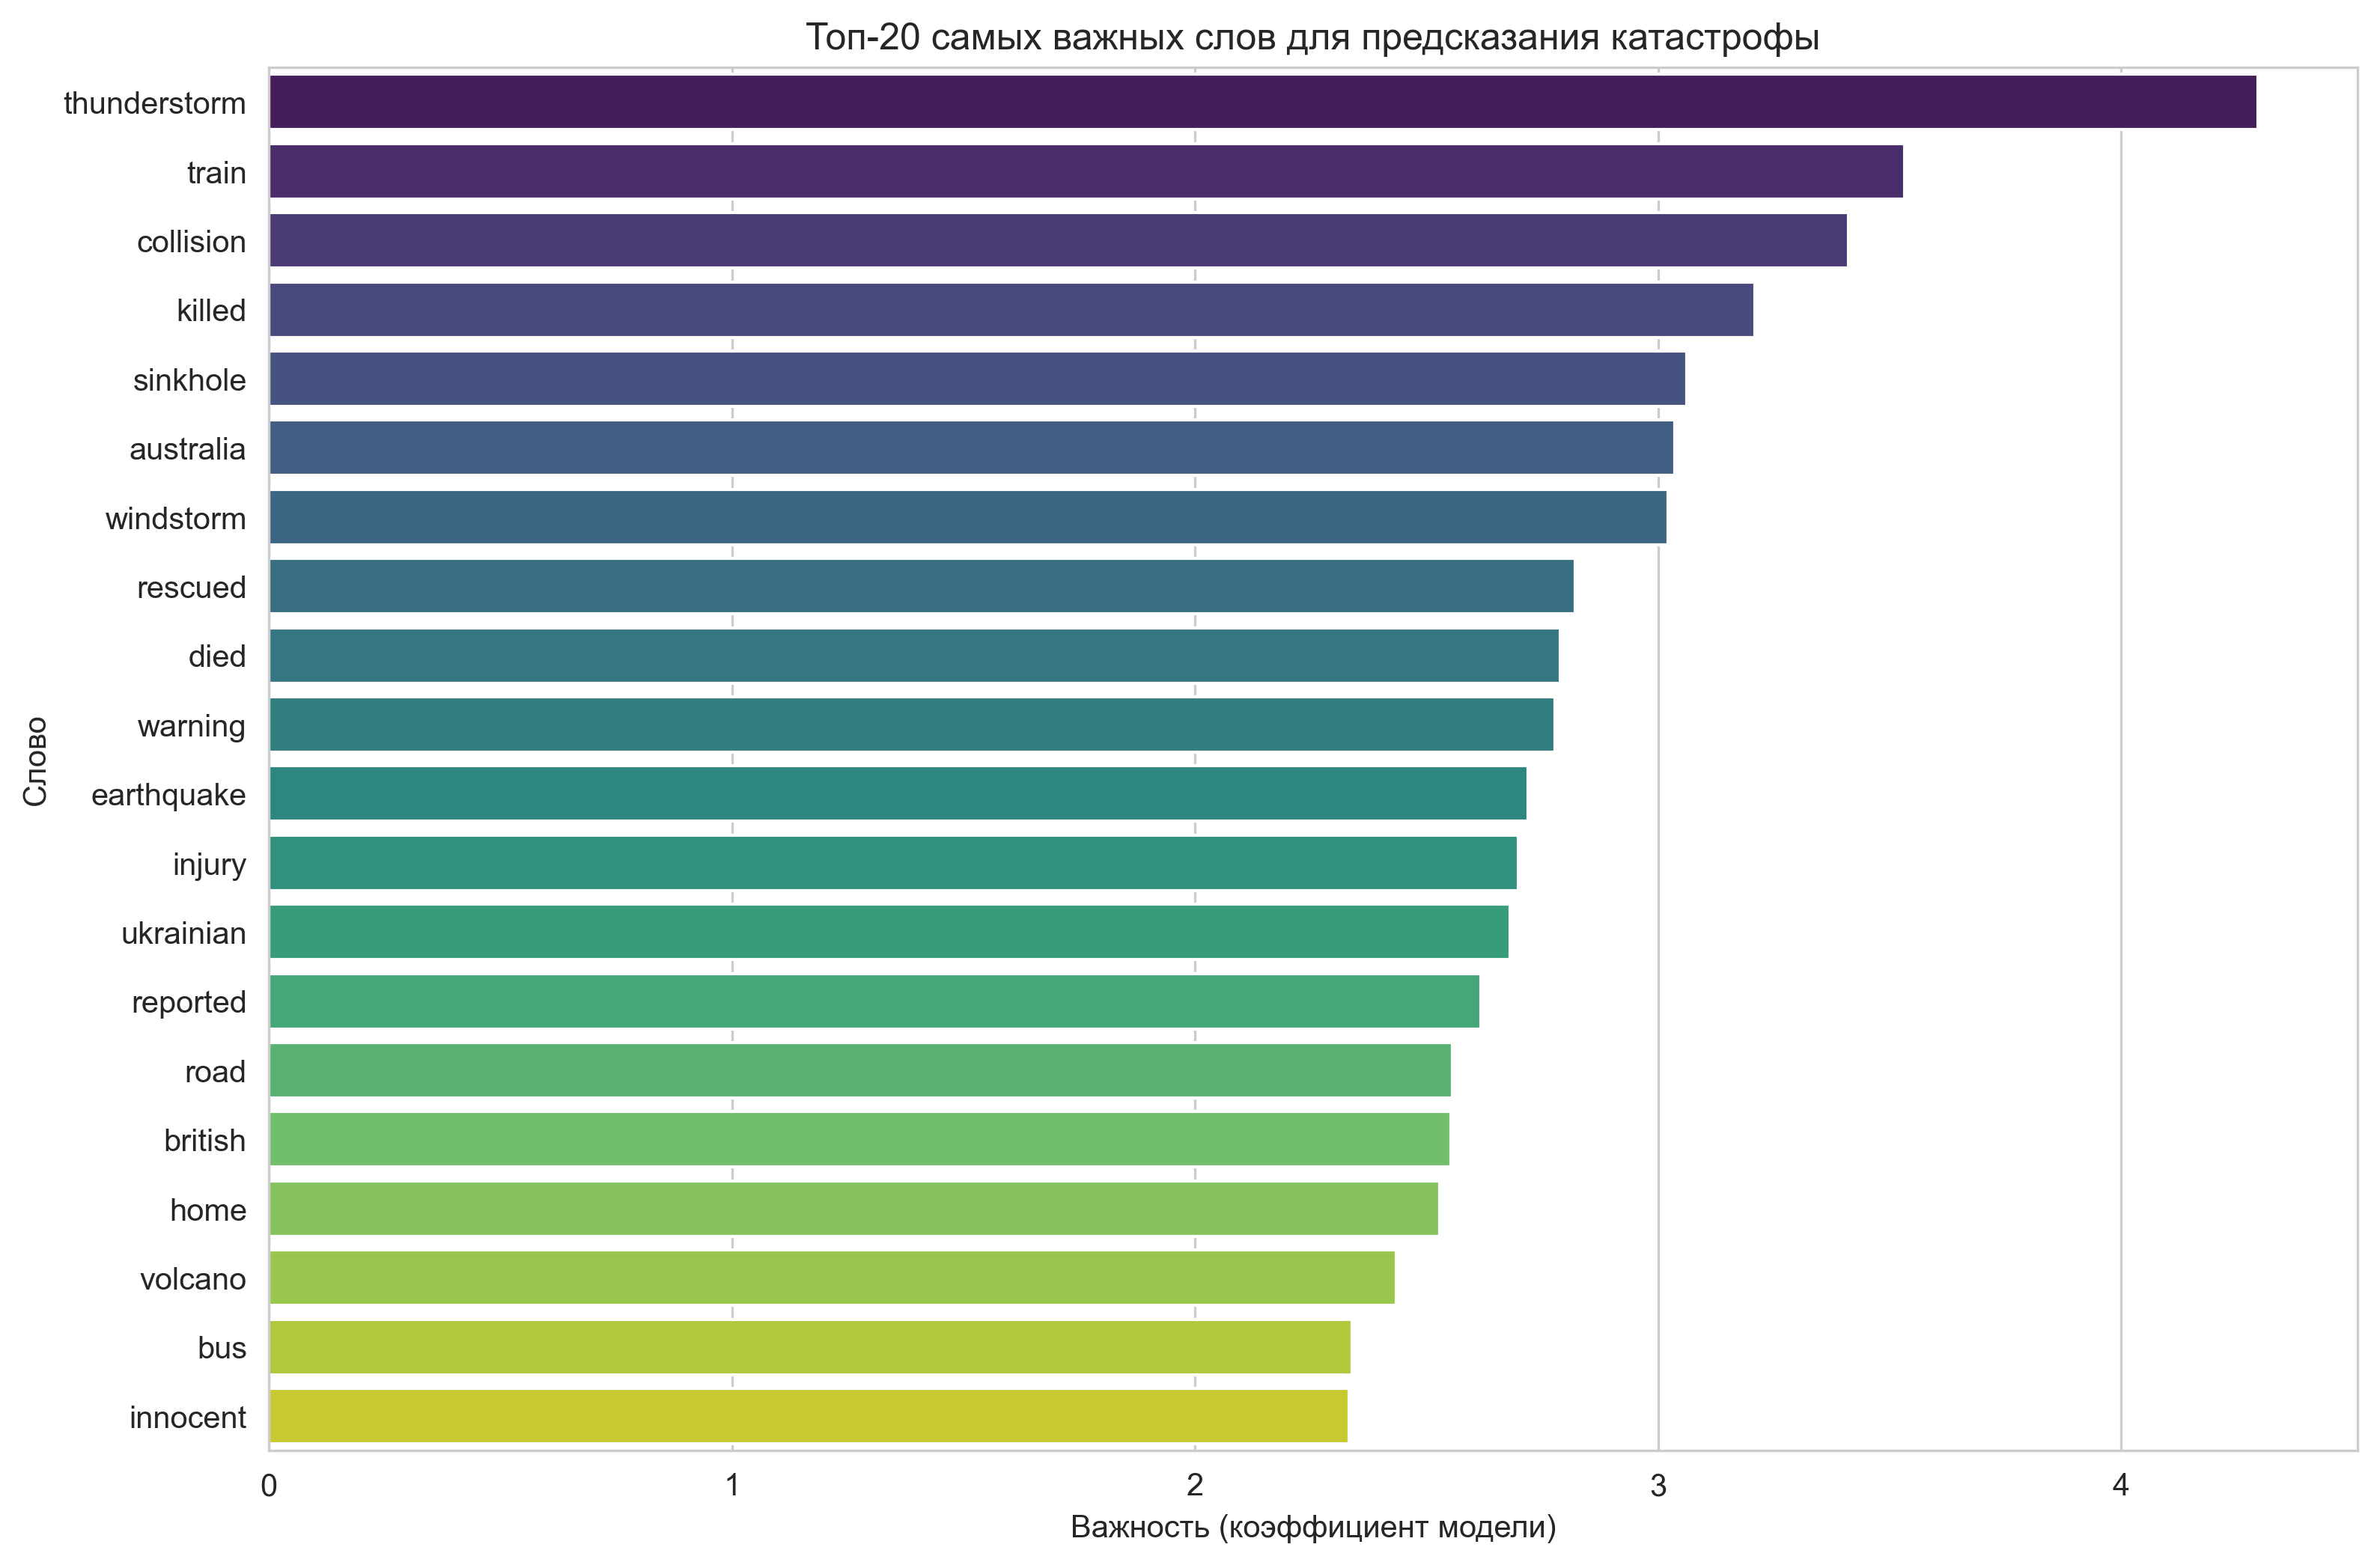 Топ-20 самых важных слов для предсказания катастрофы
thunderstorm
train
collision
killed
sinkhole
australia
windstorm
rescued
died
warning
earthquake
injury
ukrainian
reported
road
british
home
volcano
bus
innocent
Слово
0 1 2 3 4
Важность (коэффициент модели)